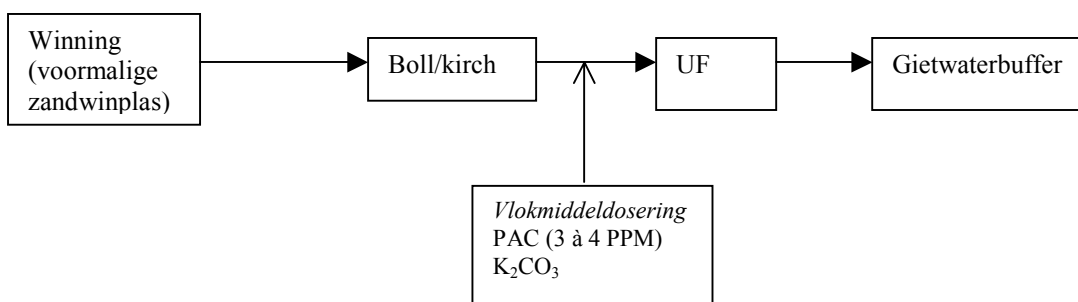 Winning
(voormalige
zandwinplas)
Boll/kirch
UF
Gietwaterbuffer
Vlokmiddeldosering
PAC (3 à 4 PPM)
K₂CO₃